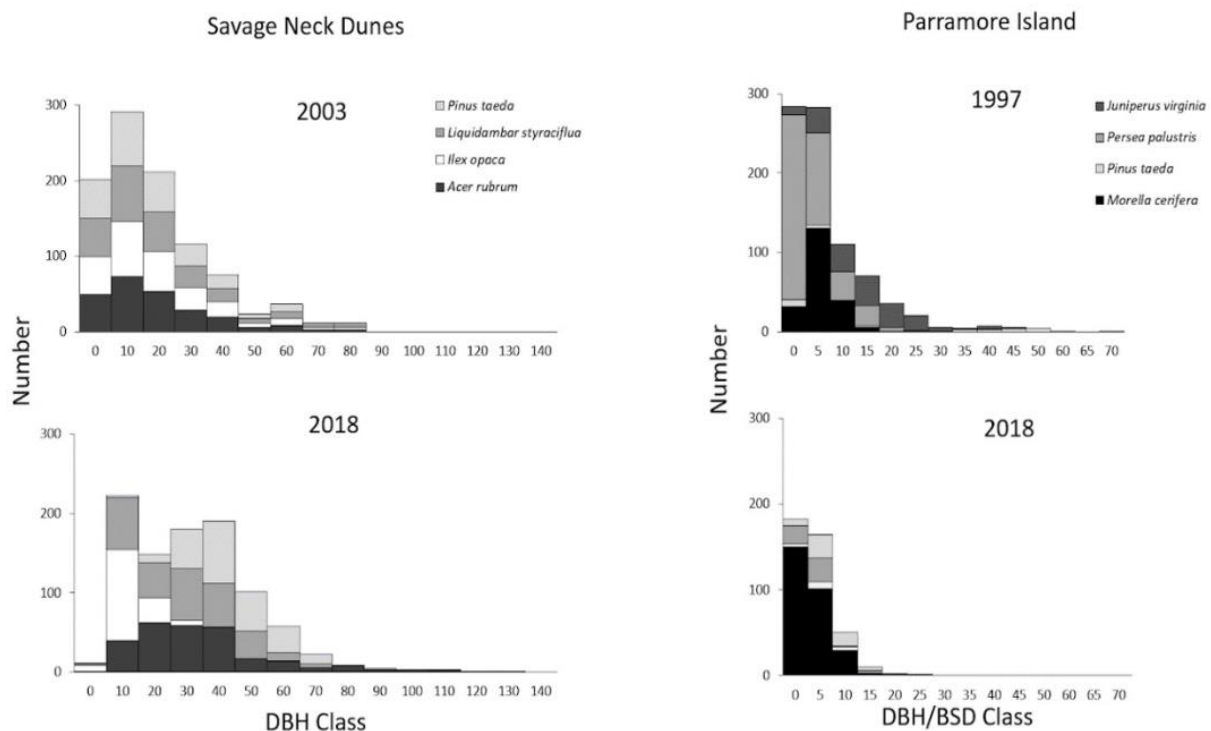 Savage Neck Dunes
2003
Pinus taeda
Liquidambar styraciflua
Ilex opaca
Acer rubrum
300
200
100
0
0 10 20 30 40 50 60 70 80 90 100 110 120 130 140
Number
2018
300
200
100
0
0 10 20 30 40 50 60 70 80 90 100 110 120 130 140
DBH Class
Parramore Island
1997
Juniperus virginia
Persea palustris
Pinus taeda
Morella cerifera
300
200
100
0
0 5 10 15 20 25 30 35 40 45 50 60 65 70
Number
2018
300
200
100
0
0 5 10 15 20 25 30 35 40 45 50 60 65 70
DBH/BSD Class